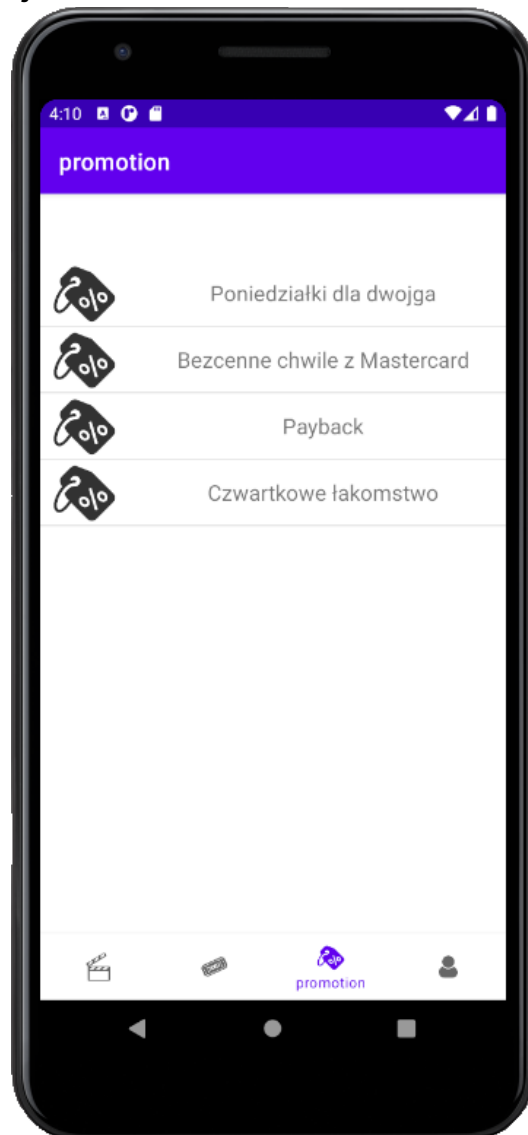 4:10
promotion
Poniedziałki dla dwojga
Bezcenne chwile z Mastercard
Payback
Czwartkowe łakomstwo
promotion